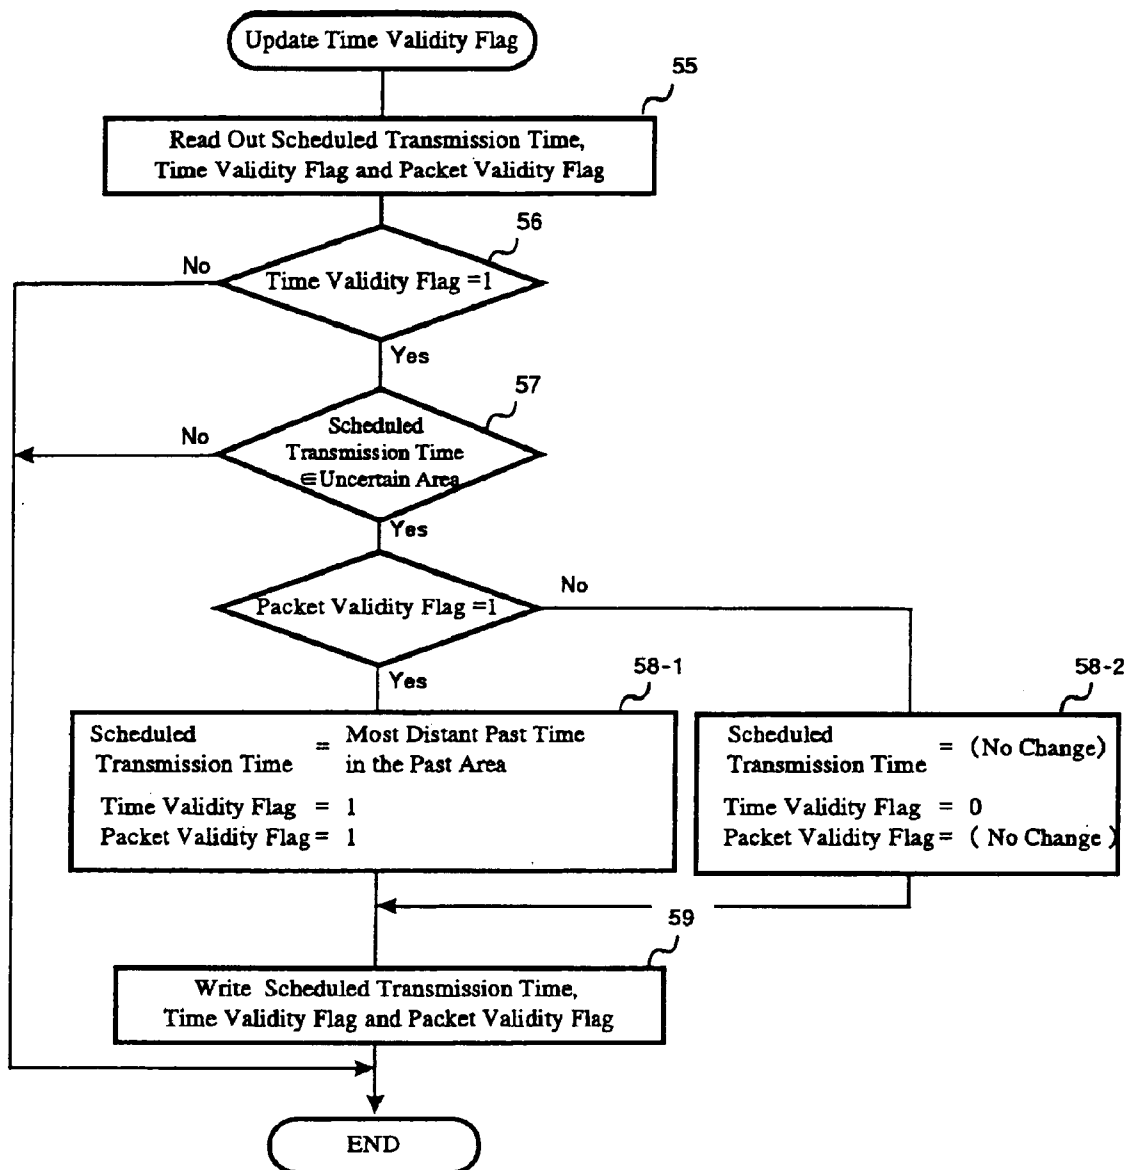 Update Time Validity Flag
55
Read Out Scheduled Transmission Time,
Time Validity Flag and Packet Validity Flag
56
No
Time Validity Flag =1
Yes
57
No
Scheduled
Transmission Time
∈Uncertain Area
Yes
No
Packet Validity Flag =1
Yes
58-1
Scheduled
Transmission Time
= Most Distant Past Time
in the Past Area
Time Validity Flag = 1
Packet Validity Flag = 1
58-2
Scheduled
Transmission Time
= (No Change)
Time Validity Flag = 0
Packet Validity Flag = ( No Change )
59
Write Scheduled Transmission Time,
Time Validity Flag and Packet Validity Flag
END